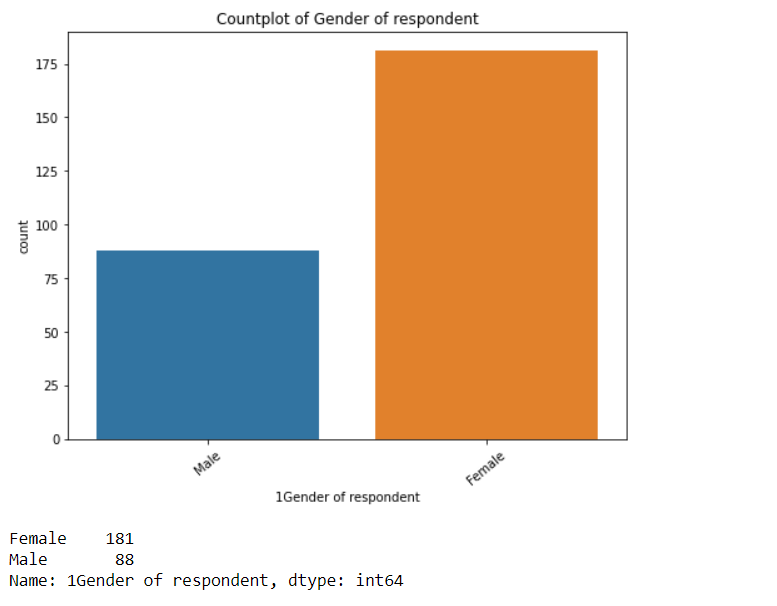 Countplot of Gender of respondent
175
150
125
100
75
50
25
0
count
Male
Female
1Gender of respondent
Female    181
Male       88
Name: 1Gender of respondent, dtype: int64